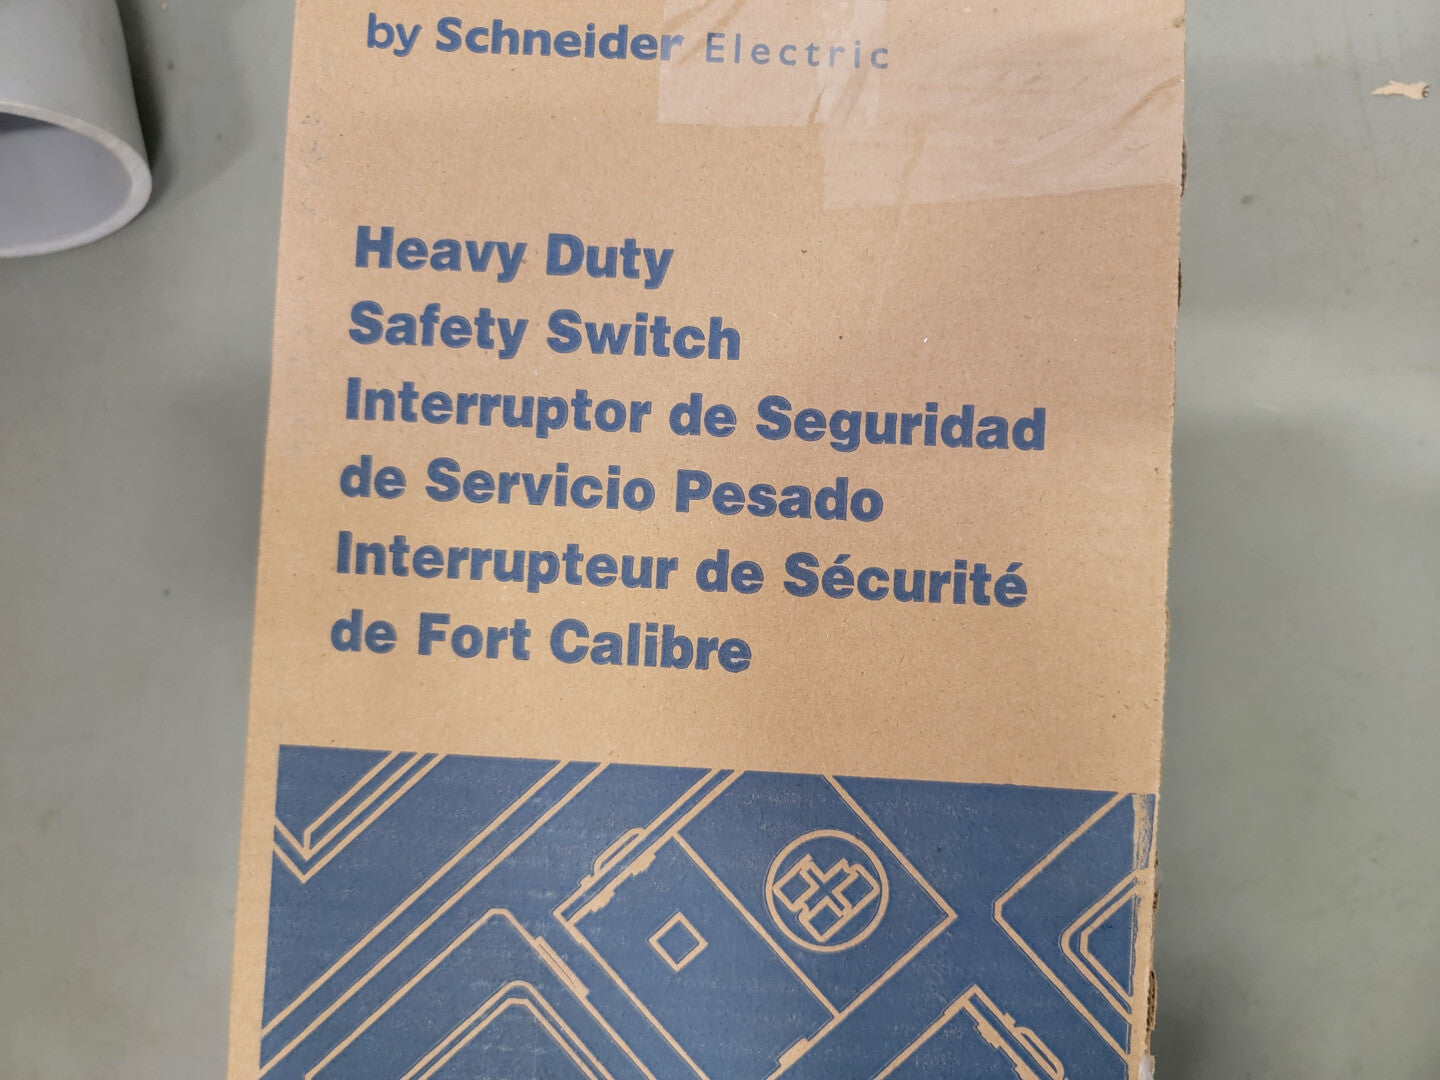 by Schneider Electric
Heavy Duty
Safety Switch
Interruptor de Seguridad
de Servicio Pesado
Interrupteur de Sécurité
de Fort Calibre